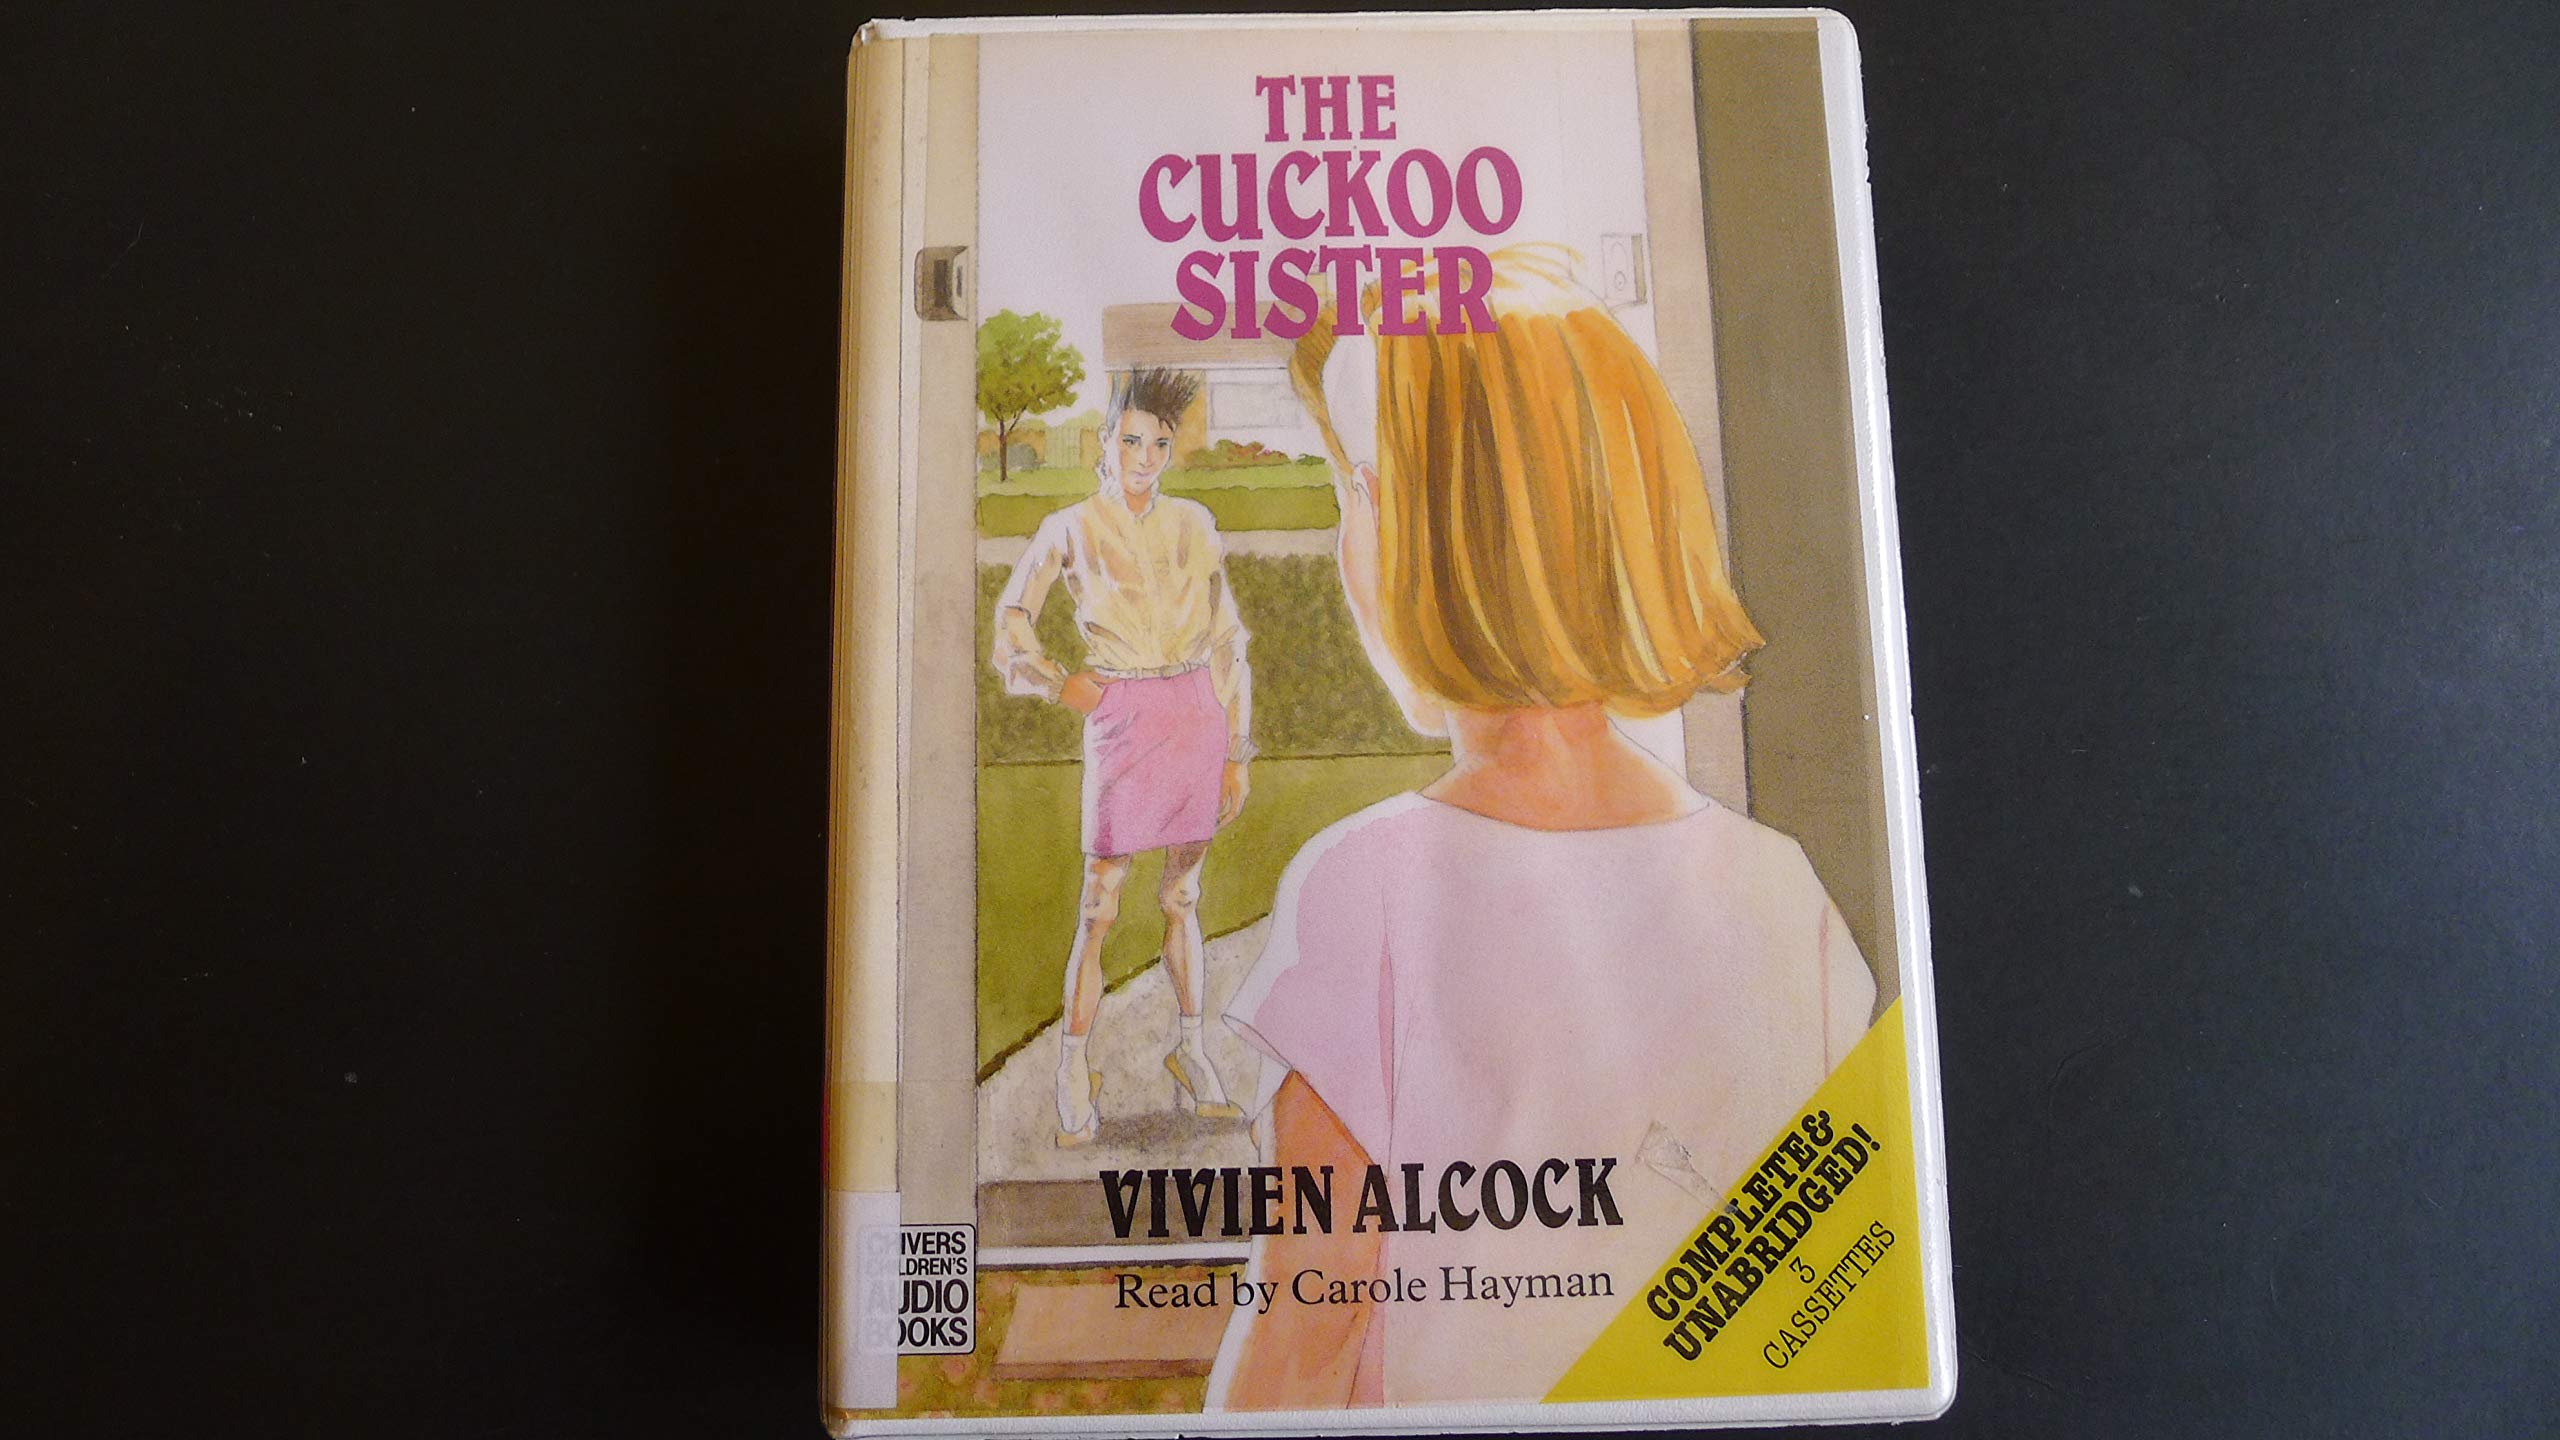 THE
CUCKOO
SISTER
VIVIEN ALCOCK
Read by Carole Hayman
CHIVERS
CHILDREN'S
AUDIO
BOOKS
COMPLETE &
UNABRIDGED!
3
CASSETTES